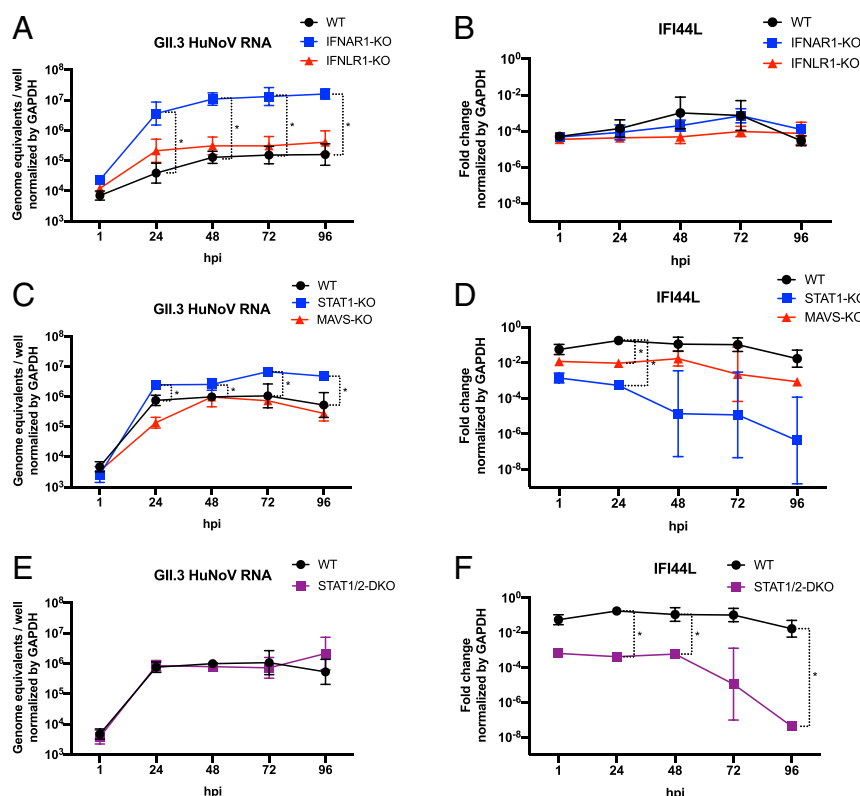 A
GII.3 HuNoV RNA
WT
IFNAR1-KO
IFNLR1-KO
Genome equivalents / well
normalized by GAPDH
10⁸
10⁷
10⁶
10⁵
10⁴
10³
*
*
*
*
1 24 48 72 96
hpi
B
IFI44L
WT
IFNAR1-KO
IFNLR1-KO
Fold change
normalized by GAPDH
10⁰
10⁻²
10⁻⁴
10⁻⁶
10⁻⁸
1 24 48 72 96
hpi
C
GII.3 HuNoV RNA
WT
STAT1-KO
MAVS-KO
Genome equivalents / well
normalized by GAPDH
10⁸
10⁷
10⁶
10⁵
10⁴
10³
*
*
*
*
1 24 48 72 96
hpi
D
IFI44L
WT
STAT1-KO
MAVS-KO
Fold change
normalized by GAPDH
10⁰
10⁻²
10⁻⁴
10⁻⁶
10⁻⁸
*
*
1 24 48 72 96
hpi
E
GII.3 HuNoV RNA
WT
STAT1/2-DKO
Genome equivalents / well
normalized by GAPDH
10⁸
10⁷
10⁶
10⁵
10⁴
10³
1 24 48 72 96
hpi
F
IFI44L
WT
STAT1/2-DKO
Fold change
normalized by GAPDH
10⁰
10⁻²
10⁻⁴
10⁻⁶
10⁻⁸
*
*
*
1 24 48 72 96
hpi